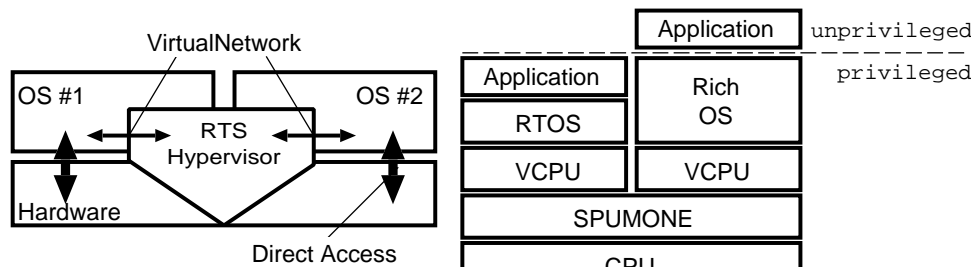 VirtualNetwork
OS #1
OS #2
RTS
Hypervisor
Hardware
Direct Access
Application
unprivileged
privileged
Application
Rich
OS
RTOS
VCPU
VCPU
SPUMONE
CPU